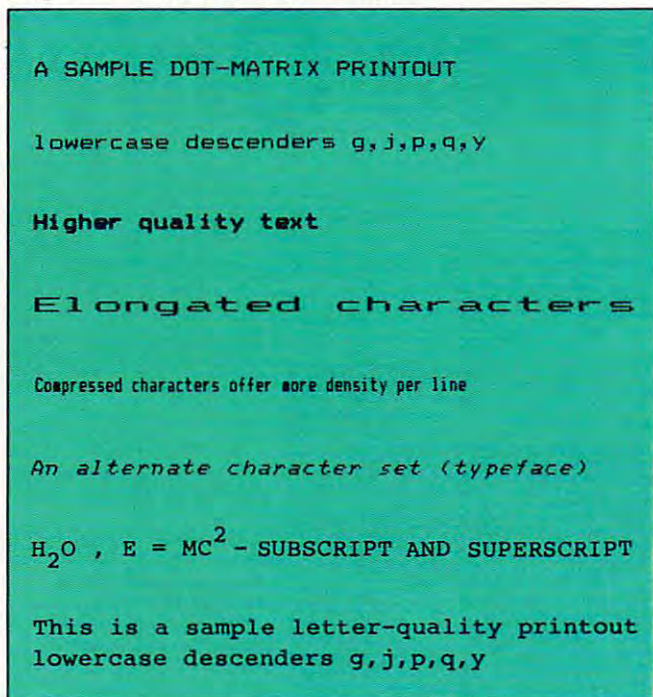 A SAMPLE DOT-MATRIX PRINTOUT
lowercase descenders g,j,p,q,y
Higher quality text
Elongated characters
Compressed characters offer more density per line
An alternate character set (typeface)
H₂O , E = MC² - SUBSCRIPT AND SUPERSCRIPT
This is a sample letter-quality printout
lowercase descenders g,j,p,q,y